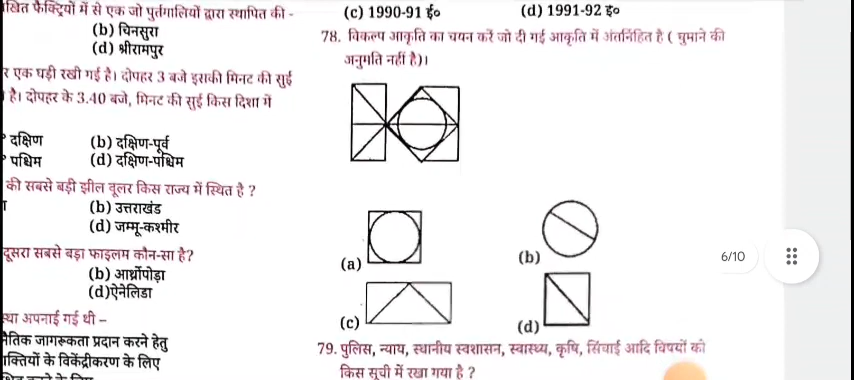 खित फैक्ट्रियों में से एक जो पुर्तगालियों द्वारा स्थापित की -
(b) चिनसुरा
(d) श्रीरामपुर
र एक घड़ी रखी गई है। दोपहर 3 बजे इसकी मिनट की सुई
है। दोपहर के 3.40 बजे, मिनट की सुई किस दिशा में
दक्षिण (b) दक्षिण-पूर्व
पश्चिम (d) दक्षिण-पश्चिम
की सबसे बड़ी झील वूलर किस राज्य में स्थित है ?
(b) उत्तराखंड
(d) जम्मू-कश्मीर
दूसरा सबसे बड़ा फाइलम कौन-सा है?
(b) आर्थ्रोपोड़ा
(d)ऐनेलिडा
स्था अपनाई गई थी –
नैतिक जागरूकता प्रदान करने हेतु
शक्तियों के विकेंद्रीकरण के लिए
(c) 1990-91 ई० (d) 1991-92 इ०
78. विकल्प आकृति का चयन करें जो दी गई आकृति में अंतर्निहित है ( घुमाने की
अनुमति नहीं है)।
(a) (b)
(c) (d)
79. पुलिस, न्याय, स्थानीय स्वशासन, स्वास्थ्य, कृषि, सिंचाई आदि विषयों को
किस सूची में रखा गया है ?
6/10